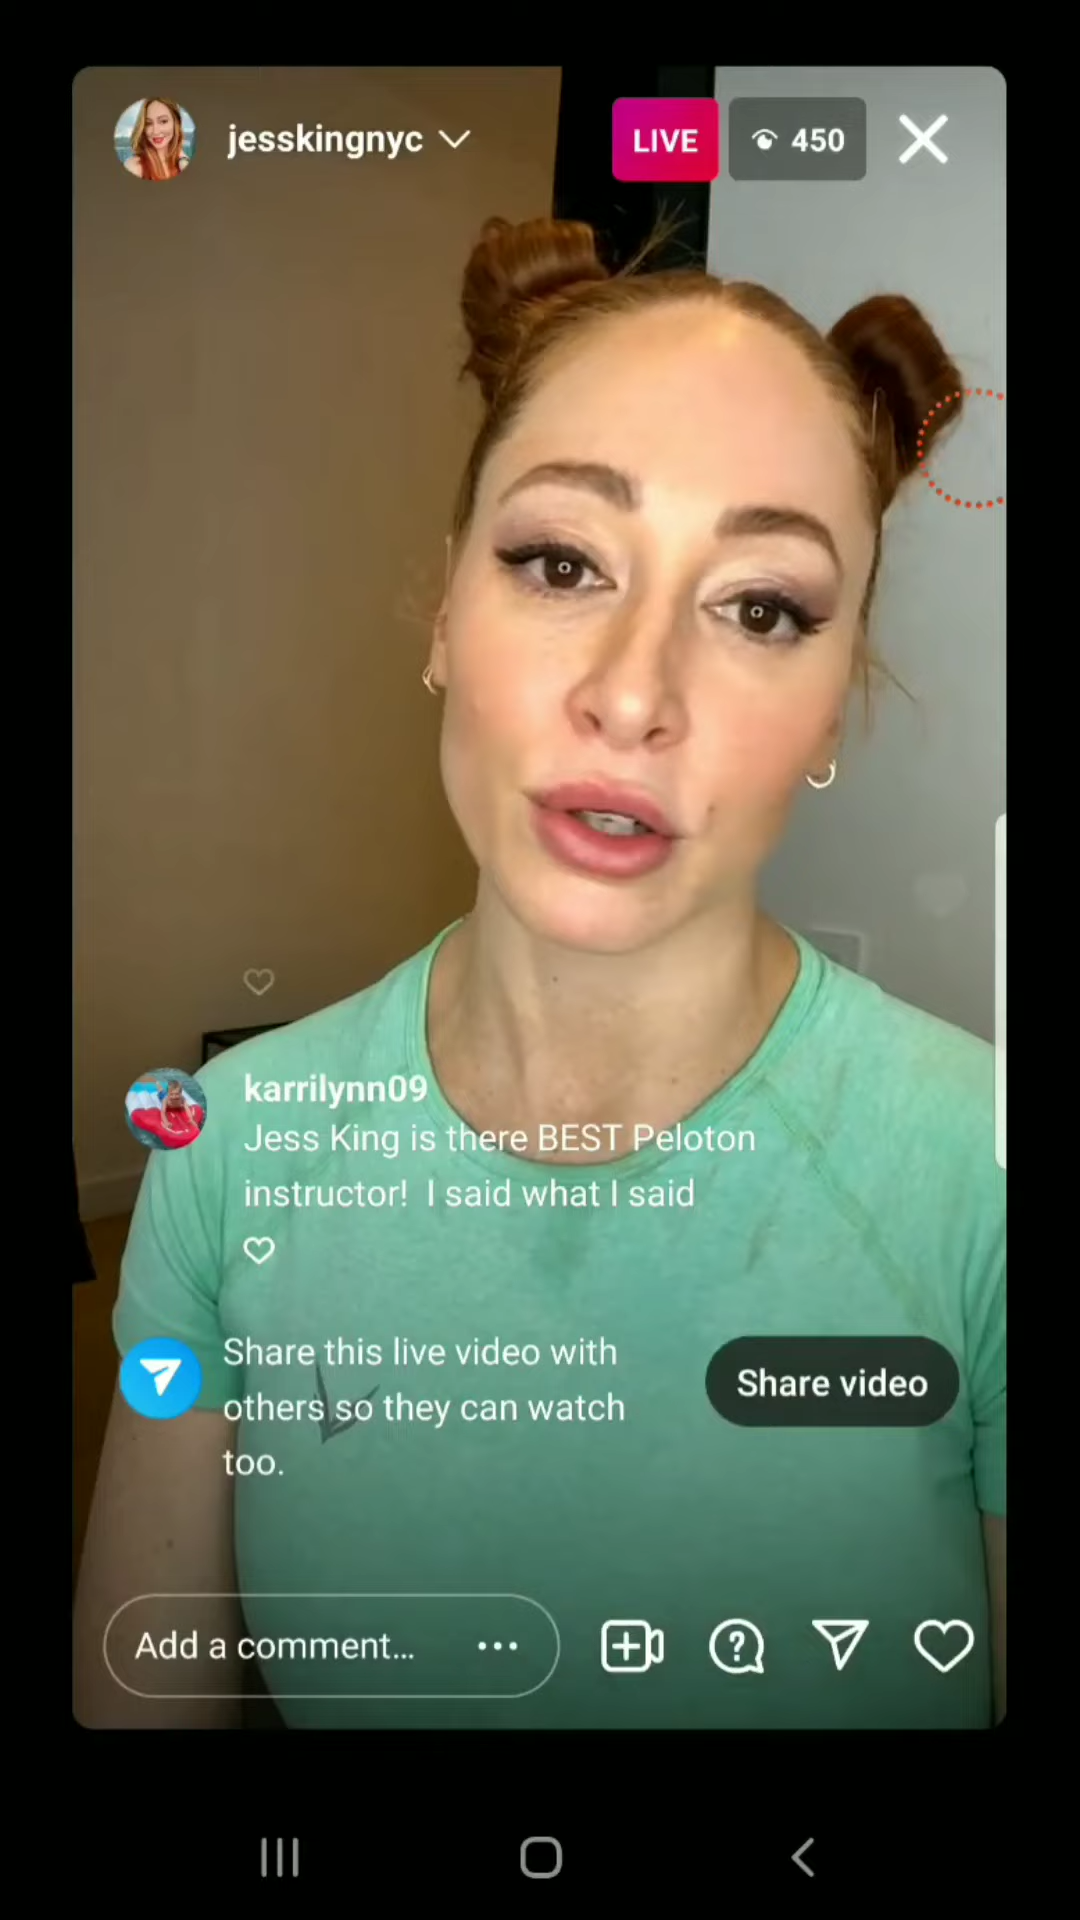 jesskingnyc
LIVE
450
karrilynn09
Jess King is there BEST Peloton
instructor! I said what I said
Share this live video with
others so they can watch
too.
Share video
Add a comment...